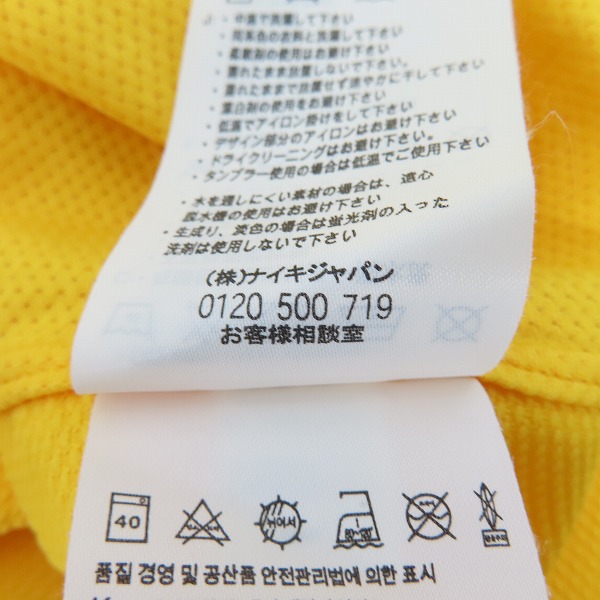 ・中温で洗濯して下さい
・同系色の衣料と洗濯して下さい
・柔軟剤の使用はお避け下さい
・濡れたまま放置しないで下さい。
・濡れたままで放置せず速やかに干して下さい
・蛋白剤の使用をお避け下さい
・低温でアイロン掛けをして下さい
・デザイン部分のアイロンはお避け下さい
・ドライクリーニングはお避け下さい。
・タンブラー使用の場合は低温でご使用下さい
・水を通しにくい素材の場合は、遠心
脱水機の使用はお避け下さい
・生成り、淡色の場合は蛍光剤の入った
洗剤は使用しないで下さい
(株)ナイキジャパン
0120 500 719
お客様相談室
40
옷걸이
품질 경영 및 공산품 안전관리법에 의한 표시